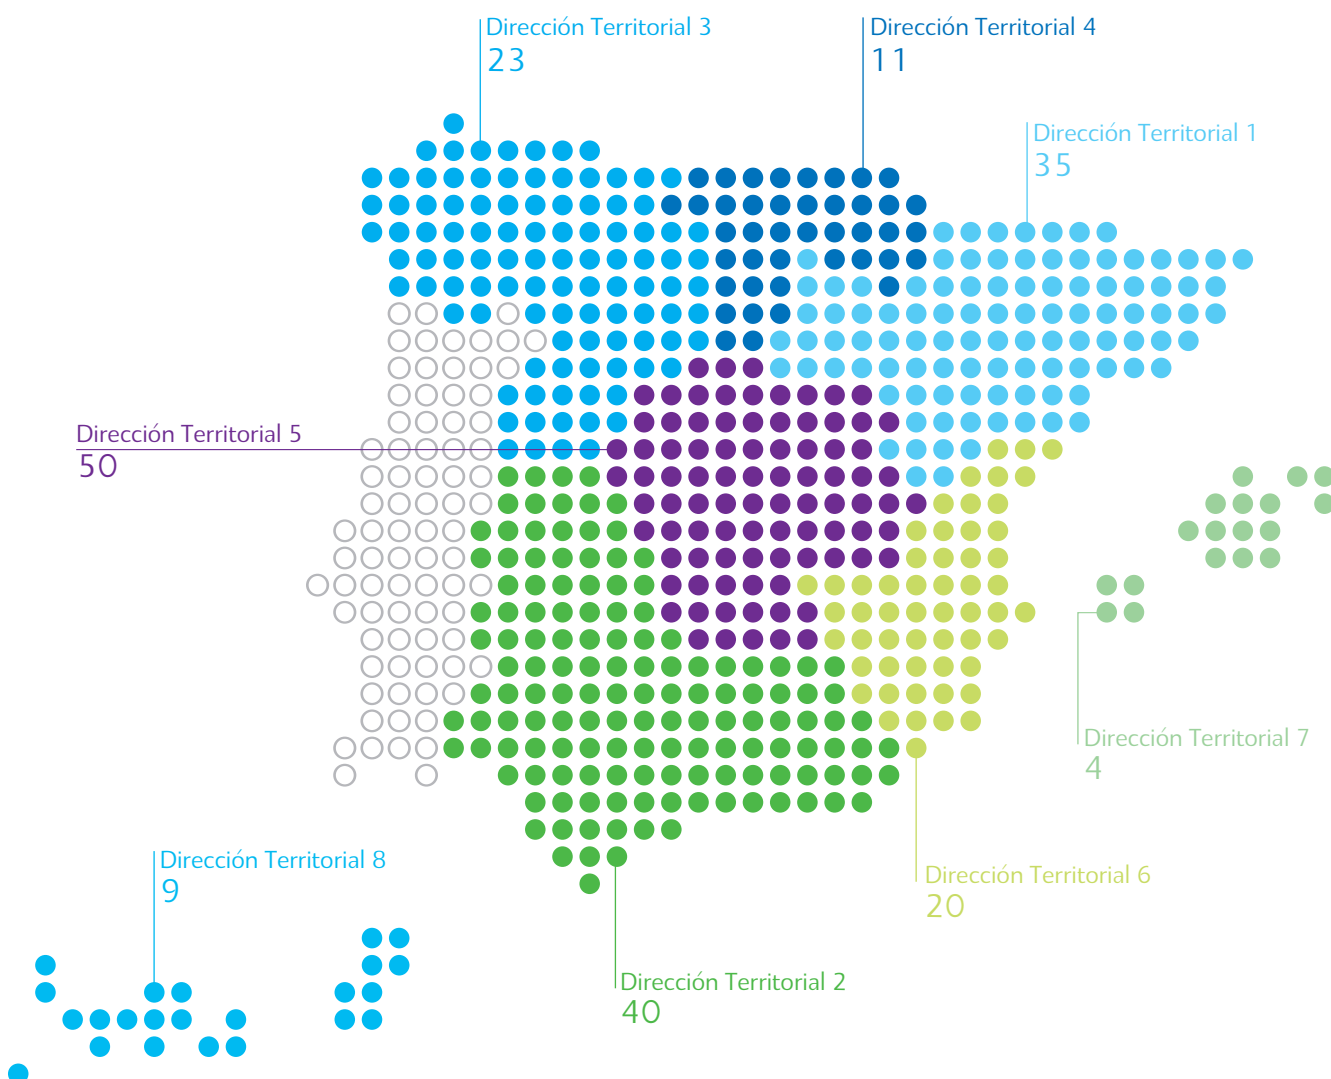 Dirección Territorial 3
23
Dirección Territorial 4
11
Dirección Territorial 1
35
Dirección Territorial 5
50
Dirección Territorial 7
4
Dirección Territorial 8
9
Dirección Territorial 6
20
Dirección Territorial 2
40